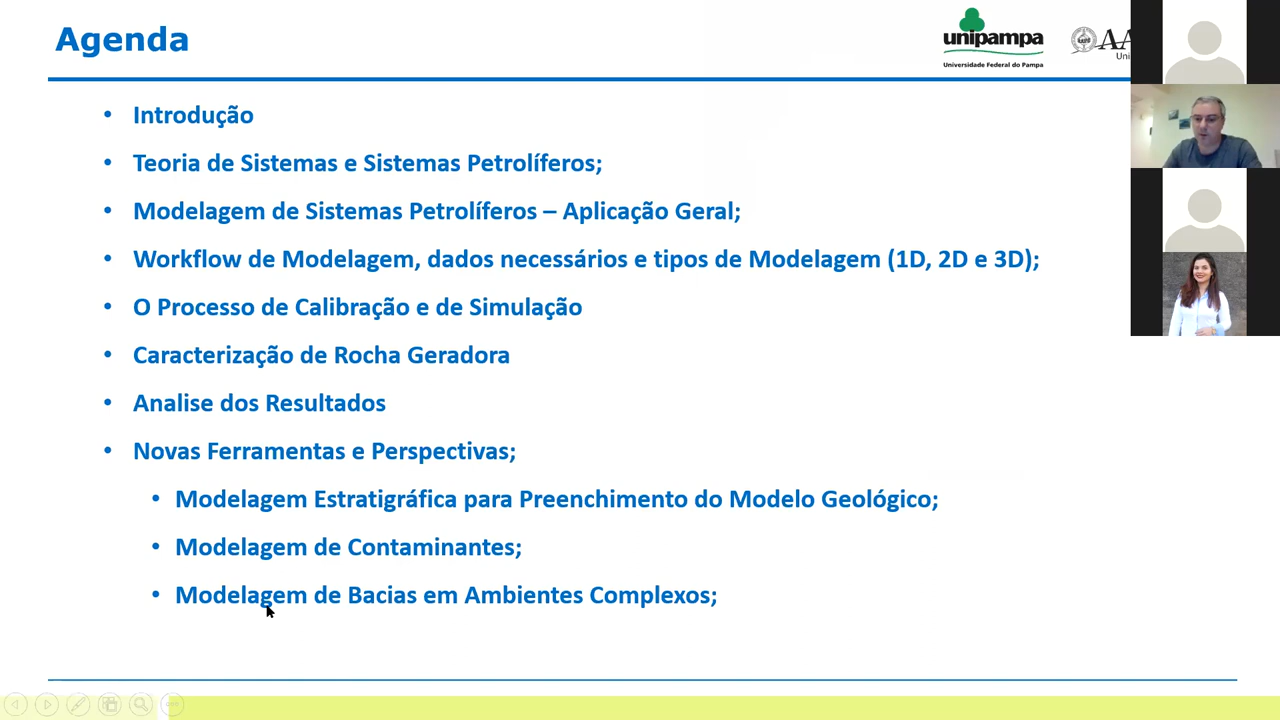 Agenda
unipampa
Universidade Federal do Pampa
Introdução
Teoria de Sistemas e Sistemas Petrolíferos;
Modelagem de Sistemas Petrolíferos – Aplicação Geral;
Workflow de Modelagem, dados necessários e tipos de Modelagem (1D, 2D e 3D);
O Processo de Calibração e de Simulação
Caracterização de Rocha Geradora
Analise dos Resultados
Novas Ferramentas e Perspectivas;
Modelagem Estratigráfica para Preenchimento do Modelo Geológico;
Modelagem de Contaminantes;
Modelagem de Bacias em Ambientes Complexos;